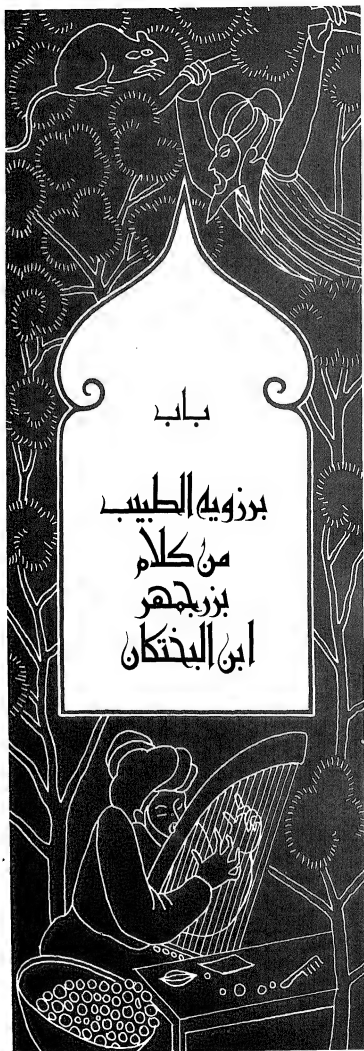 باب
برزويه الطبيب
من كلام
بزرجمهر
ابن البختكان